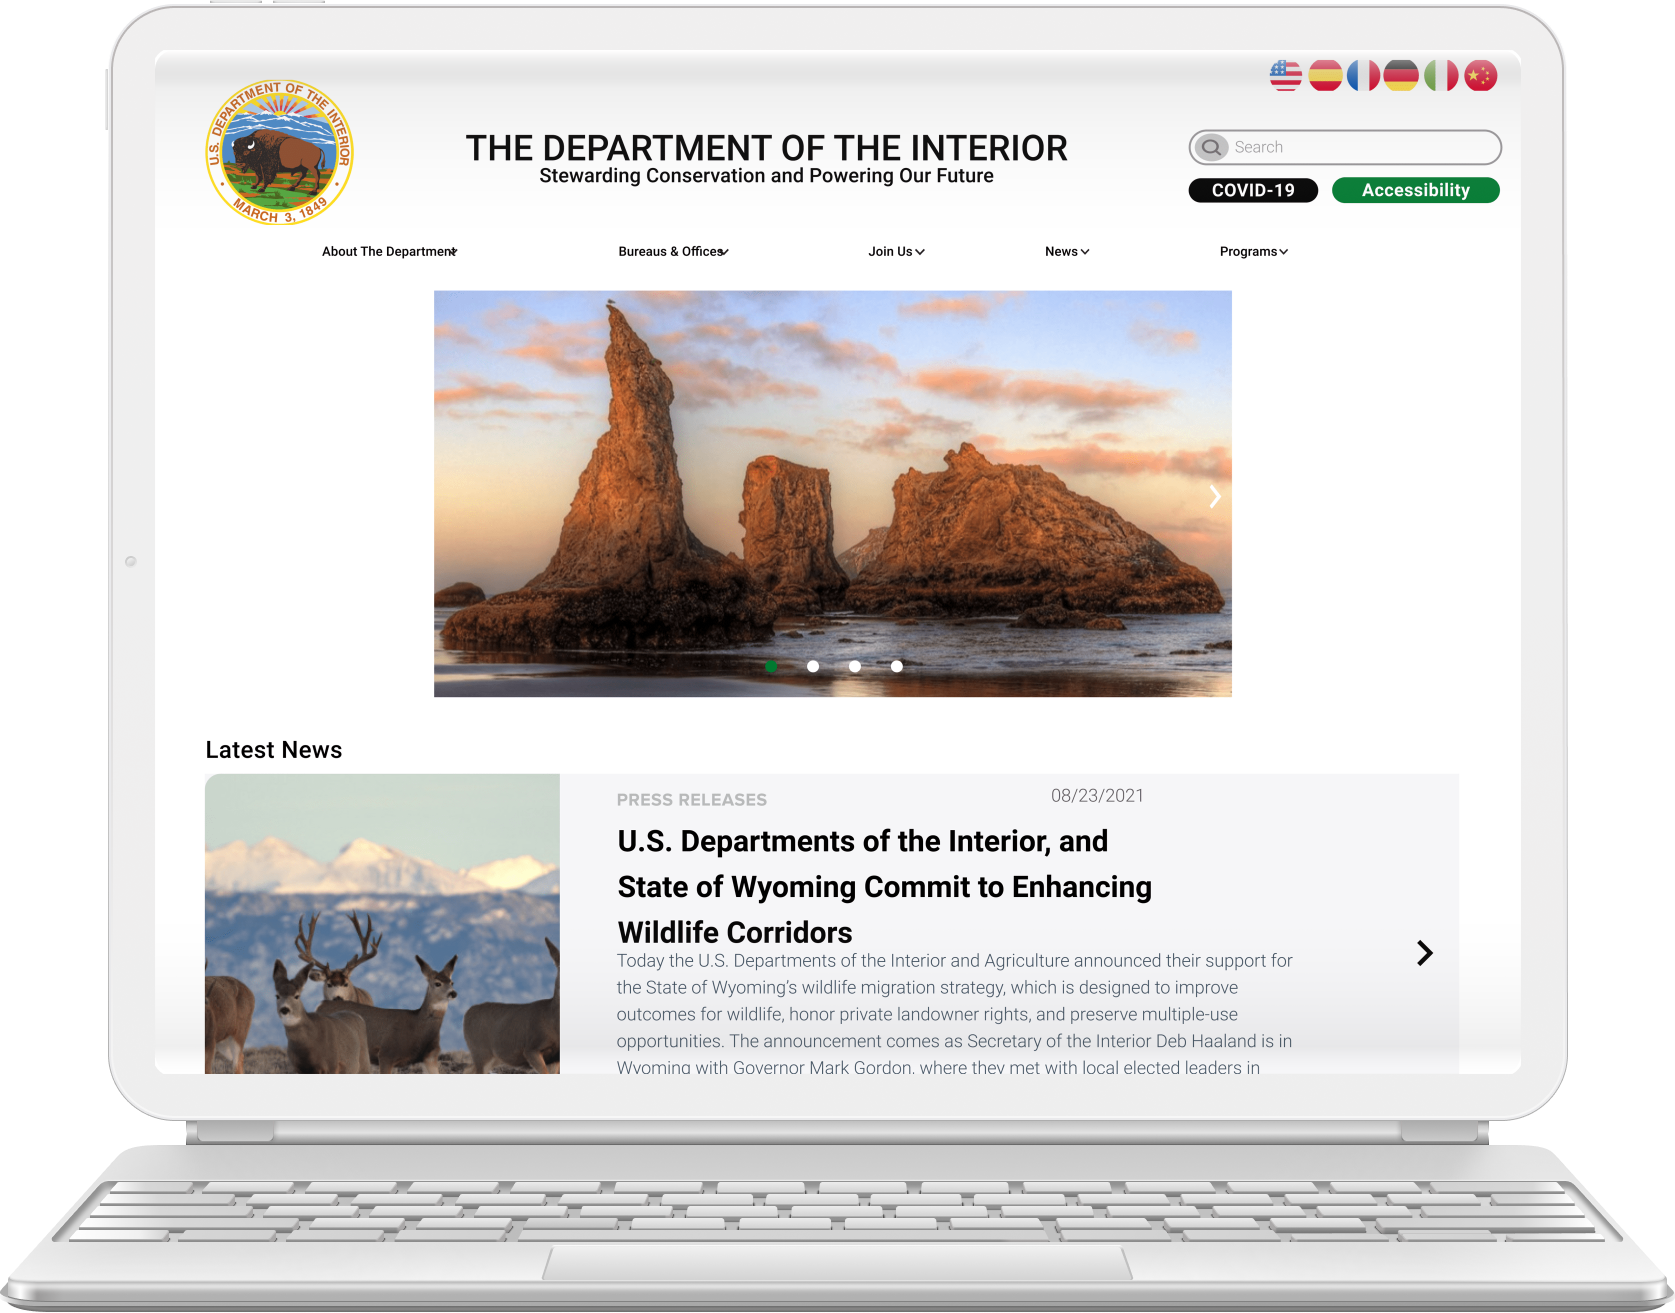 U.S. DEPARTMENT OF THE INTERIOR
MARCH 3, 1849
THE DEPARTMENT OF THE INTERIOR
Stewarding Conservation and Powering Our Future
Search
COVID-19
Accessibility
About The Department
Bureaus & Offices
Join Us
News
Programs
Latest News
PRESS RELEASES
08/23/2021
U.S. Departments of the Interior, and
State of Wyoming Commit to Enhancing
Wildlife Corridors
Today the U.S. Departments of the Interior and Agriculture announced their support for
the State of Wyoming’s wildlife migration strategy, which is designed to improve
outcomes for wildlife, honor private landowner rights, and preserve multiple-use
opportunities. The announcement comes as Secretary of the Interior Deb Haaland is in
Wyoming with Governor Mark Gordon, where they met with local elected leaders in